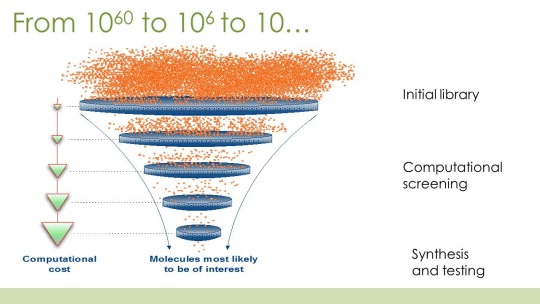 From 10⁶⁰ to 10⁶ to 10…
Initial library
Computational
screening
Synthesis
and testing
Computational
cost
Molecules most likely
to be of interest